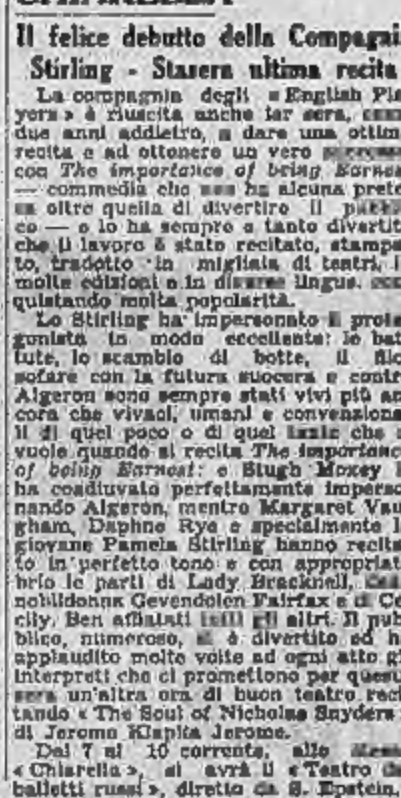 Il felice debutto della Compagni
Stirling - Stasera ultima recita
La compagnia degli « English Pla
yers » è riuscita anche ier sera,
due anni addietro, a dare una ottim
recita e ad ottenere un vero
con The importance of being Earnes
— commedia che non ha alcuna prete
sa oltre quella di divertire il
co — e lo ha sempre e tanto divertit
che il lavoro è stato recitato, stampa
to, tradotto in migliaia di teatri, i
molte edizioni e in diverse lingue,
quistando molta popolarità.
Lo Stirling ha impersonato il prota
gonista in modo eccellente: le bat
tute, lo scambio di botte, il filo
sofare con la futura suocera e contr
Algeron sono sempre stati vivi più an
cora che vivaci, umani e convenziona
li di quel poco o di quel che
vuole quando si recita The importanc
of being Earnest: e Blugh Moxey l
ha coadiuvato perfettamente imperso
nando Algeron, mentre Margaret Vau
gham, Daphne Rye e specialmente l
giovane Pamela Stirling hanno recita
to in perfetto tono e con appropriat
brio le parti di Lady Bracknell,
nobildonna Gevendolen Fairfax e di Ce
cily. Ben affiatati gli altri. Il pub
blico, numeroso, si è divertito ed h
applaudito molte volte ad ogni atto gl
interpreti che ci promettono per quest
sera un'altra ora di buon teatro reci
tando « The Soul of Nicholas Snyders
di Jerome Klapita Jerome.
Dal 7 al 10 corrente, allo
« Chiarella », si avrà il « Teatro de
balletti russi », diretto da S. Epstein,